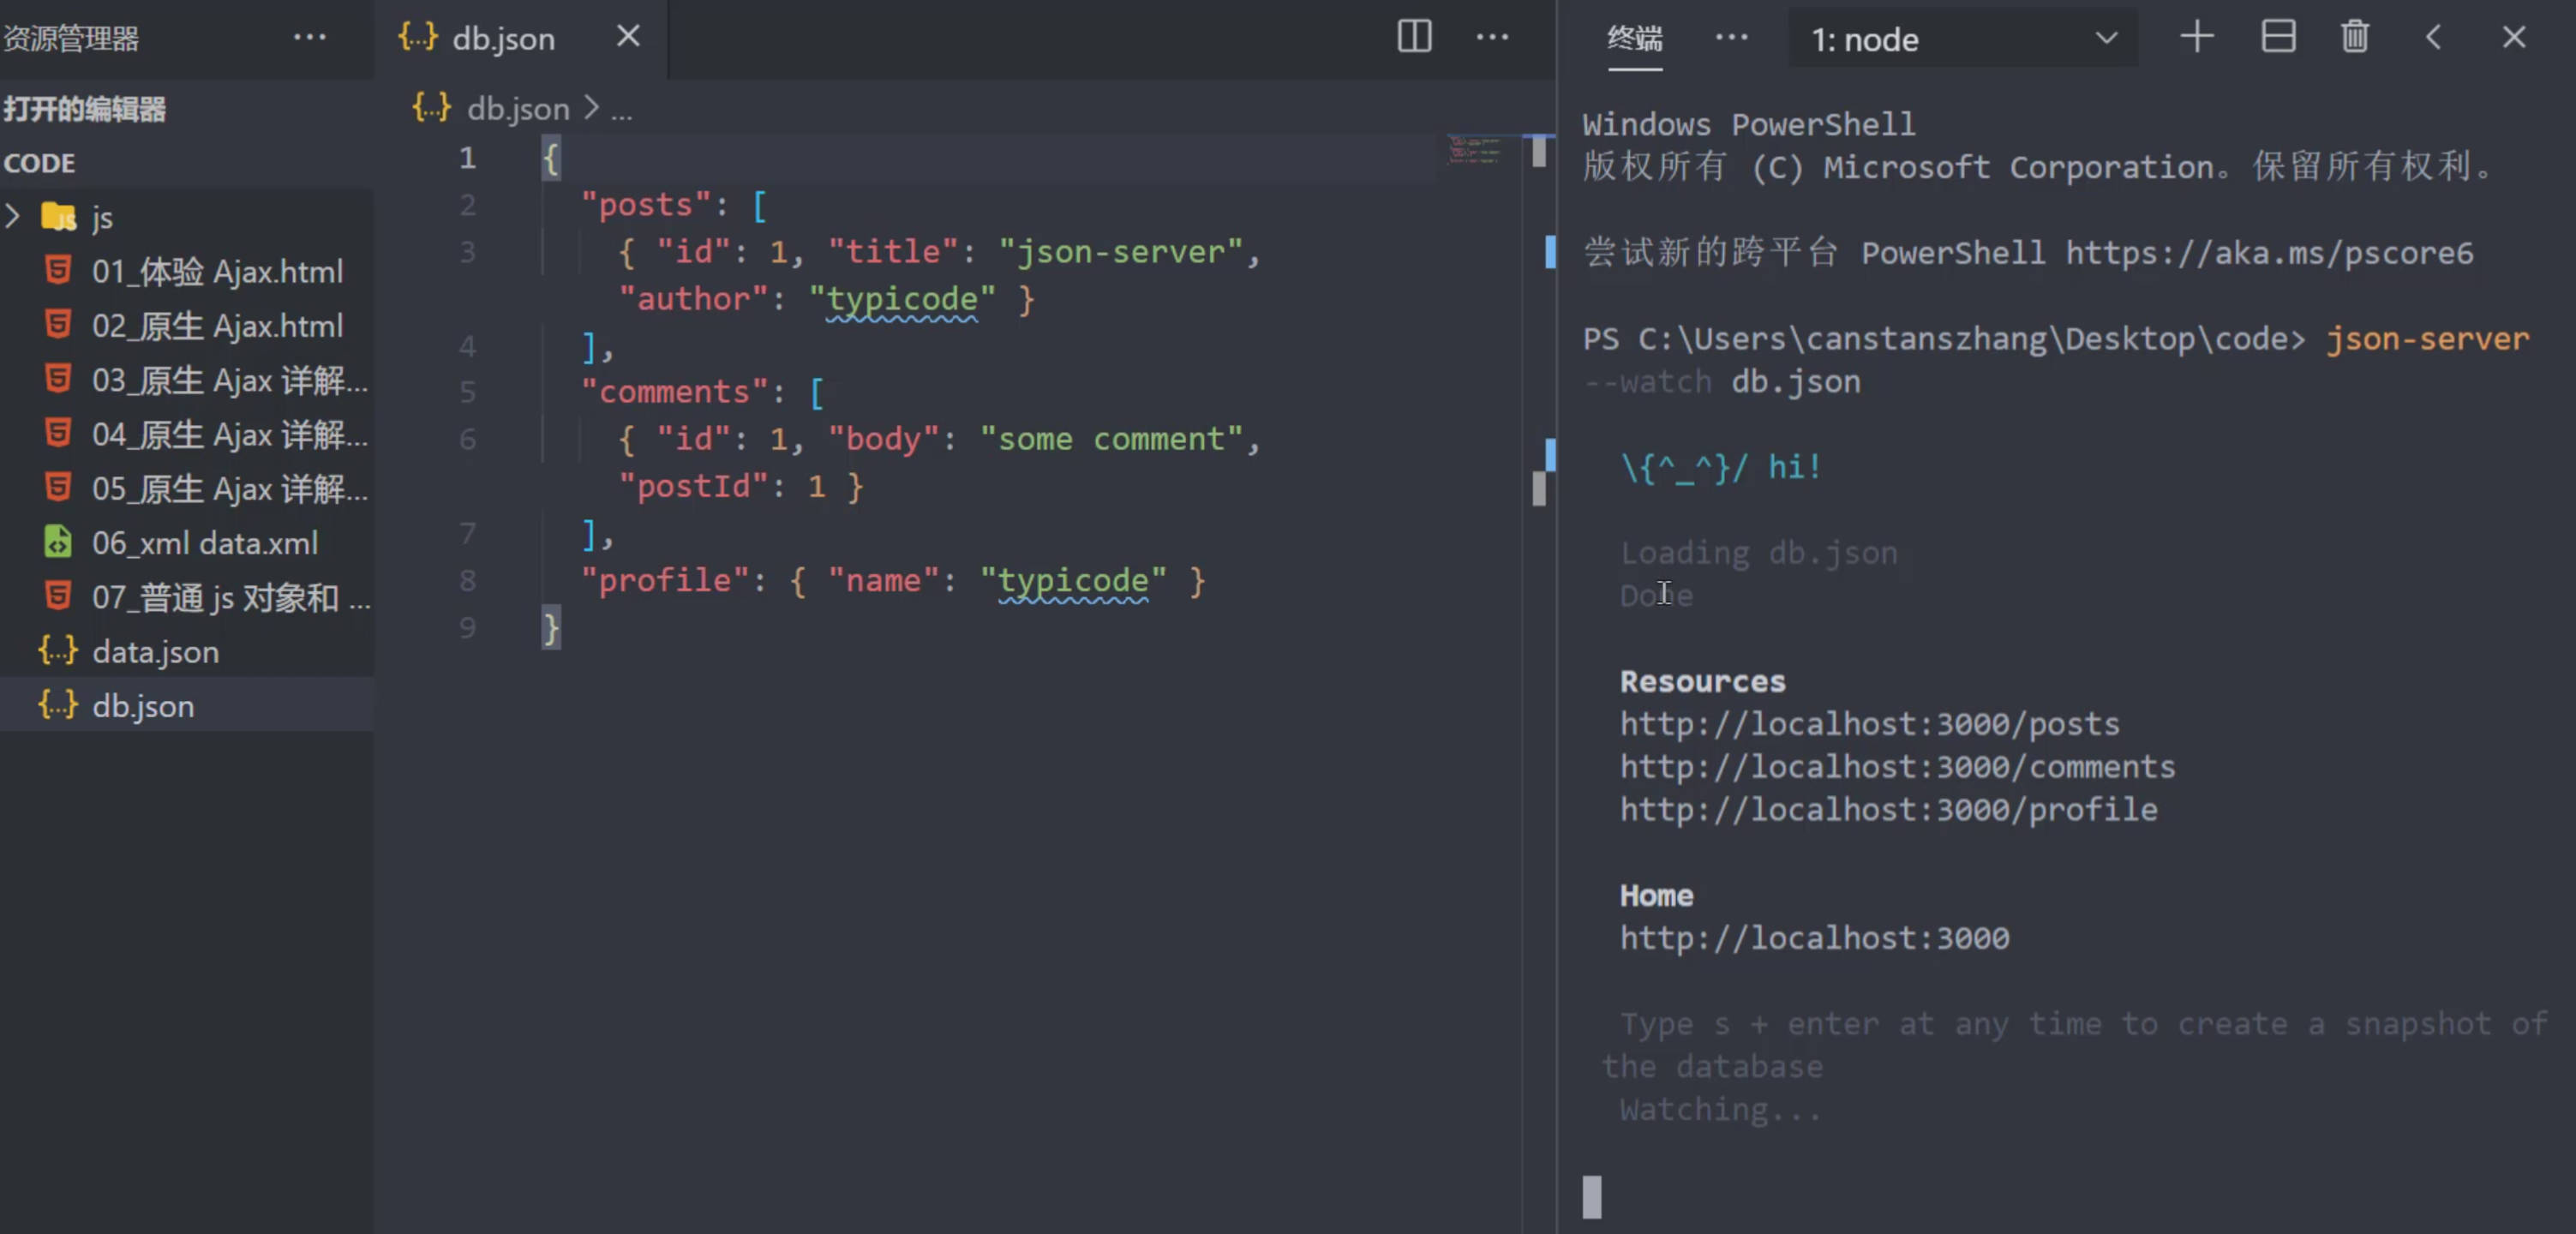 资源管理器
打开的编辑器
CODE
js
01_体验 Ajax.html
02_原生 Ajax.html
03_原生 Ajax 详解...
04_原生 Ajax 详解...
05_原生 Ajax 详解...
06_xml data.xml
07_普通 js 对象和 ...
data.json
db.json
db.json
db.json > ...
1 {
2 "posts": [
3 { "id": 1, "title": "json-server",
"author": "typicode" }
4 ],
5 "comments": [
6 { "id": 1, "body": "some comment",
"postId": 1 }
7 ],
8 "profile": { "name": "typicode" }
9 }
终端 ··· 1: node
Windows PowerShell
版权所有 (C) Microsoft Corporation。保留所有权利。
尝试新的跨平台 PowerShell https://aka.ms/pscore6
PS C:\Users\canstanszhang\Desktop\code> json-server
--watch db.json
\{^_^}/ hi!
Loading db.json
Done
Resources
http://localhost:3000/posts
http://localhost:3000/comments
http://localhost:3000/profile
Home
http://localhost:3000
Type s + enter at any time to create a snapshot of
the database
Watching...